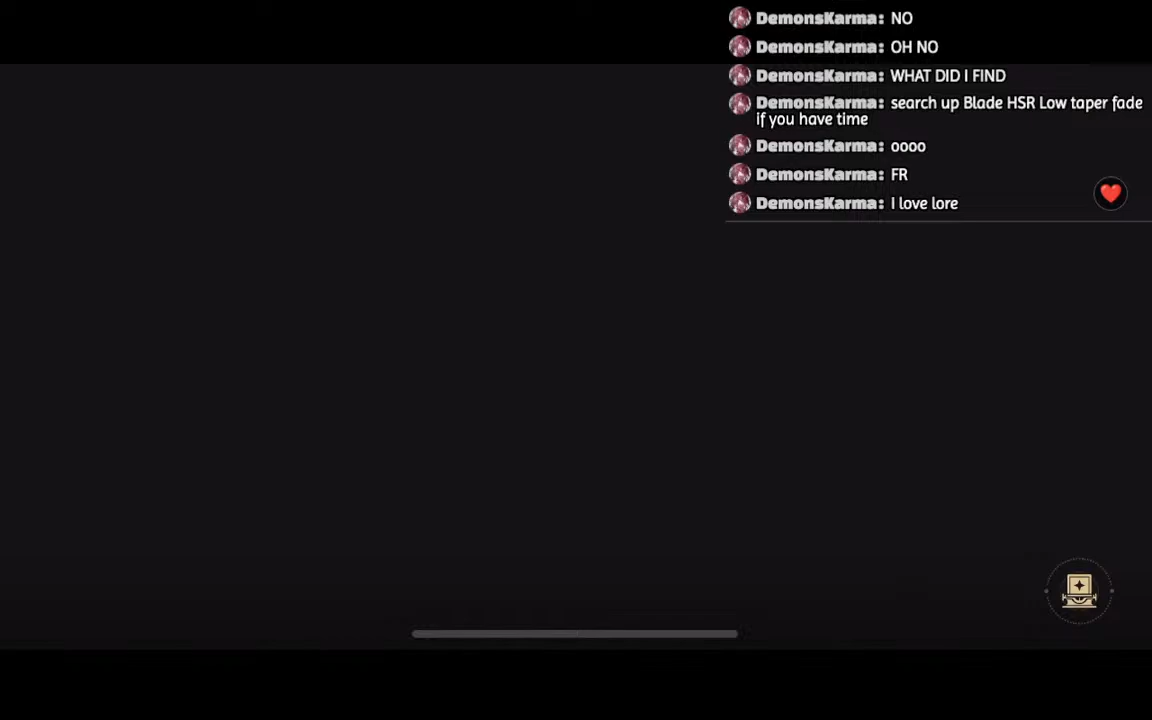 DemonsKarma: NO
DemonsKarma: OH NO
DemonsKarma: WHAT DID I FIND
DemonsKarma: search up Blade HSR Low taper fade
if you have time
DemonsKarma: oooo
DemonsKarma: FR
DemonsKarma: I love lore